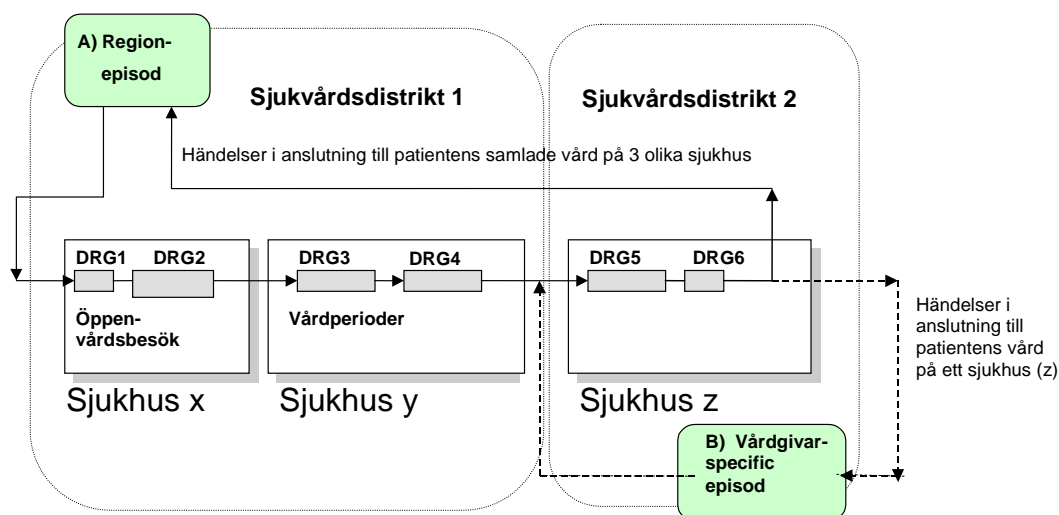 A) Region-
episod
Sjukvårdsdistrikt 1
Sjukvårdsdistrikt 2
Händelser i anslutning till patientens samlade vård på 3 olika sjukhus
DRG1
DRG2
DRG3
DRG4
DRG5
DRG6
Öppen-
vårdsbesök
Vårdperioder
Händelser i
anslutning till
patientens vård
på ett sjukhus (z)
Sjukhus x
Sjukhus y
Sjukhus z
B) Vårdgivar-
specific
episod